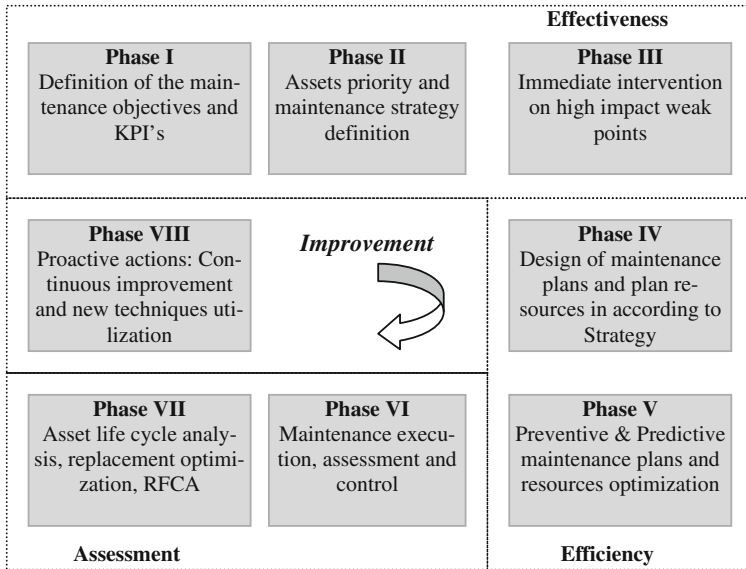 Effectiveness
Phase I
Definition of the main-
tenance objectives and
KPI's
Phase II
Assets priority and
maintenance strategy
definition
Phase III
Immediate intervention
on high impact weak
points
Phase VIII
Proactive actions: Con-
tinuous improvement
and new techniques uti-
lization
Improvement
Phase IV
Design of maintenance
plans and plan re-
sources in according to
Strategy
Phase VII
Asset life cycle analy-
sis, replacement optimi-
zation, RFCA
Phase VI
Maintenance execu-
tion, assessment and
control
Phase V
Preventive & Predictive
maintenance plans and
resources optimization
Assessment
Efficiency